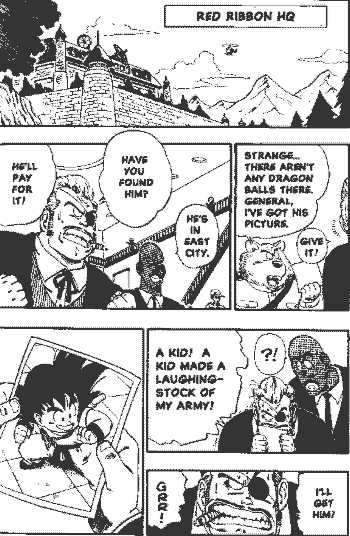 RED RIBBON HQ
HE'LL
PAY
FOR
IT!
HAVE
YOU
FOUND
HIM?
HE'S
IN
EAST
CITY.
STRANGE...
THERE AREN'T
ANY DRAGON
BALLS THERE.
GENERAL,
I'VE GOT HIS
PICTURE.
GIVE
IT!
A KID! A
KID MADE A
LAUGHING-
STOCK OF
MY ARMY!
?!
GRR!
I'LL
GET
HIM?